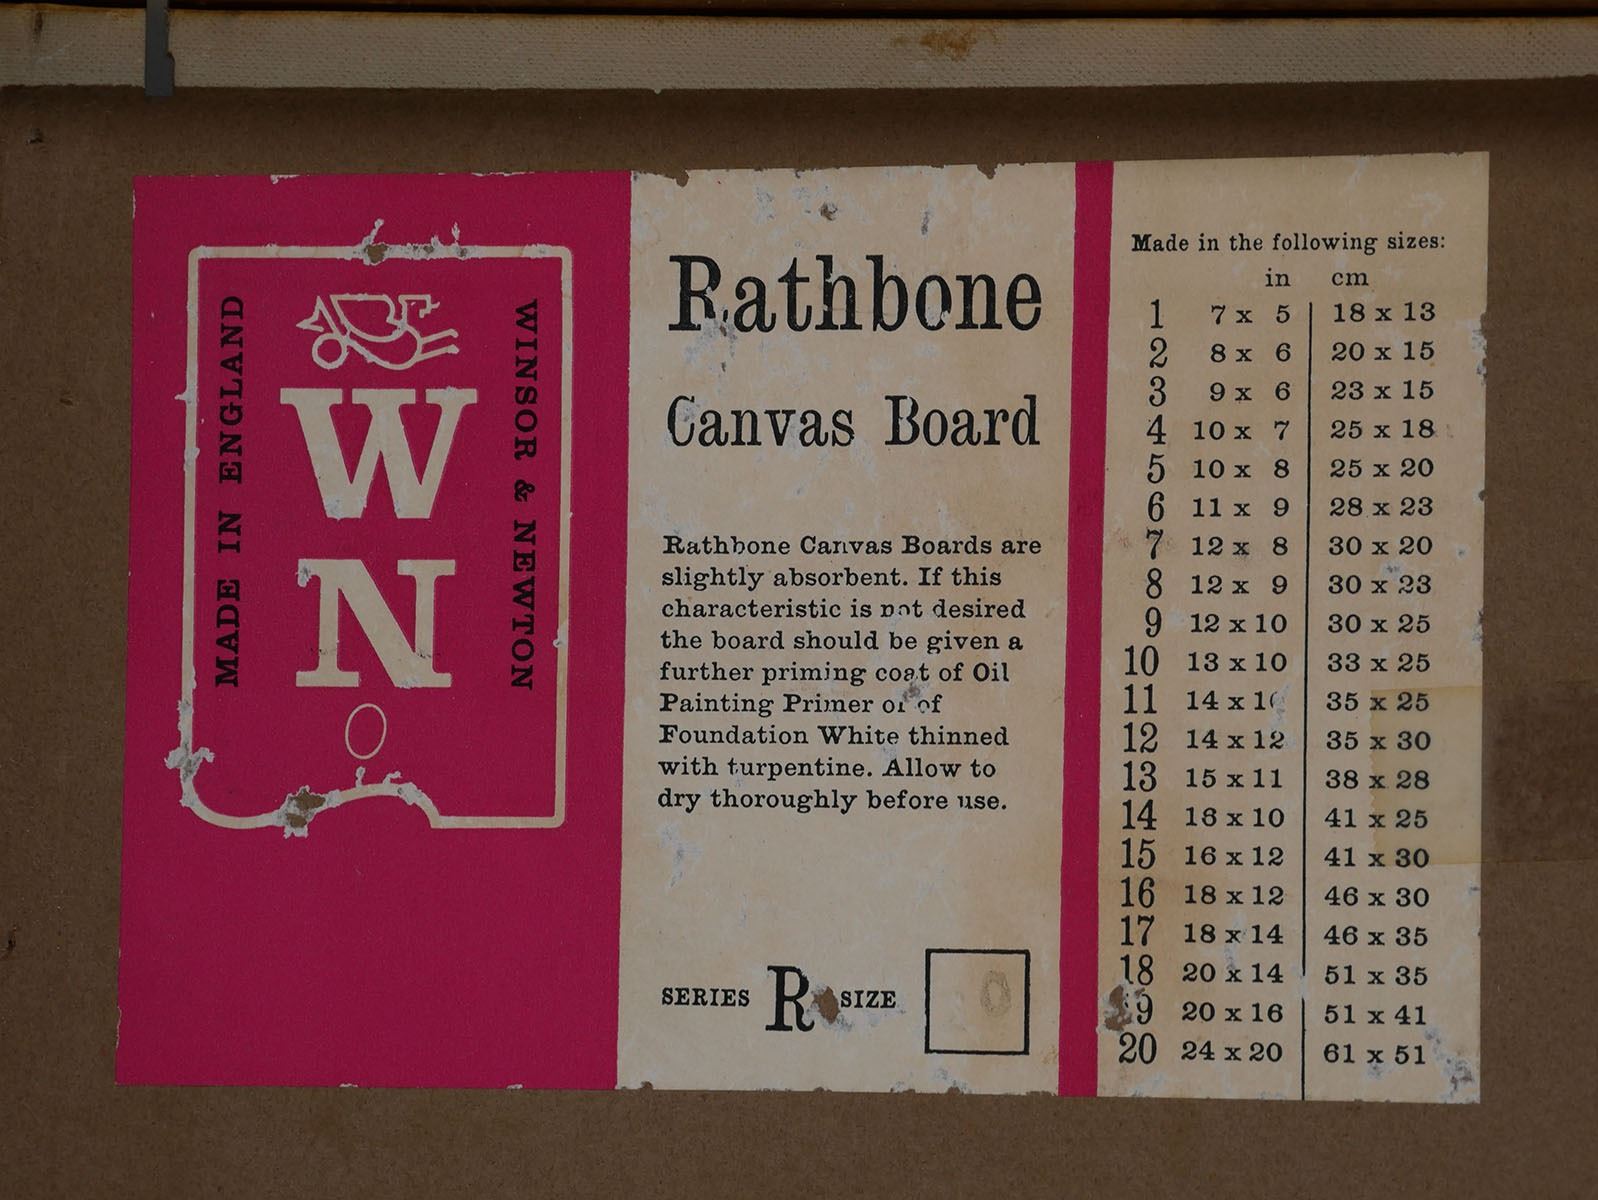 MADE IN ENGLAND
W
N
WINSOR & NEWTON
Rathbone
Canvas Board
Rathbone Canvas Boards are
slightly absorbent. If this
characteristic is not desired
the board should be given a
further priming coat of Oil
Painting Primer or of
Foundation White thinned
with turpentine. Allow to
dry thoroughly before use.
SERIES R SIZE
Made in the following sizes:
in cm
1 7 x 5 18 x 13
2 8 x 6 20 x 15
3 9 x 6 23 x 15
4 10 x 7 25 x 18
5 10 x 8 25 x 20
6 11 x 9 28 x 23
7 12 x 8 30 x 20
8 12 x 9 30 x 23
9 12 x 10 30 x 25
10 13 x 10 33 x 25
11 14 x 10 35 x 25
12 14 x 12 35 x 30
13 15 x 11 38 x 28
14 16 x 10 41 x 25
15 16 x 12 41 x 30
16 18 x 12 46 x 30
17 18 x 14 46 x 35
18 20 x 14 51 x 35
19 20 x 16 51 x 41
20 24 x 20 61 x 51